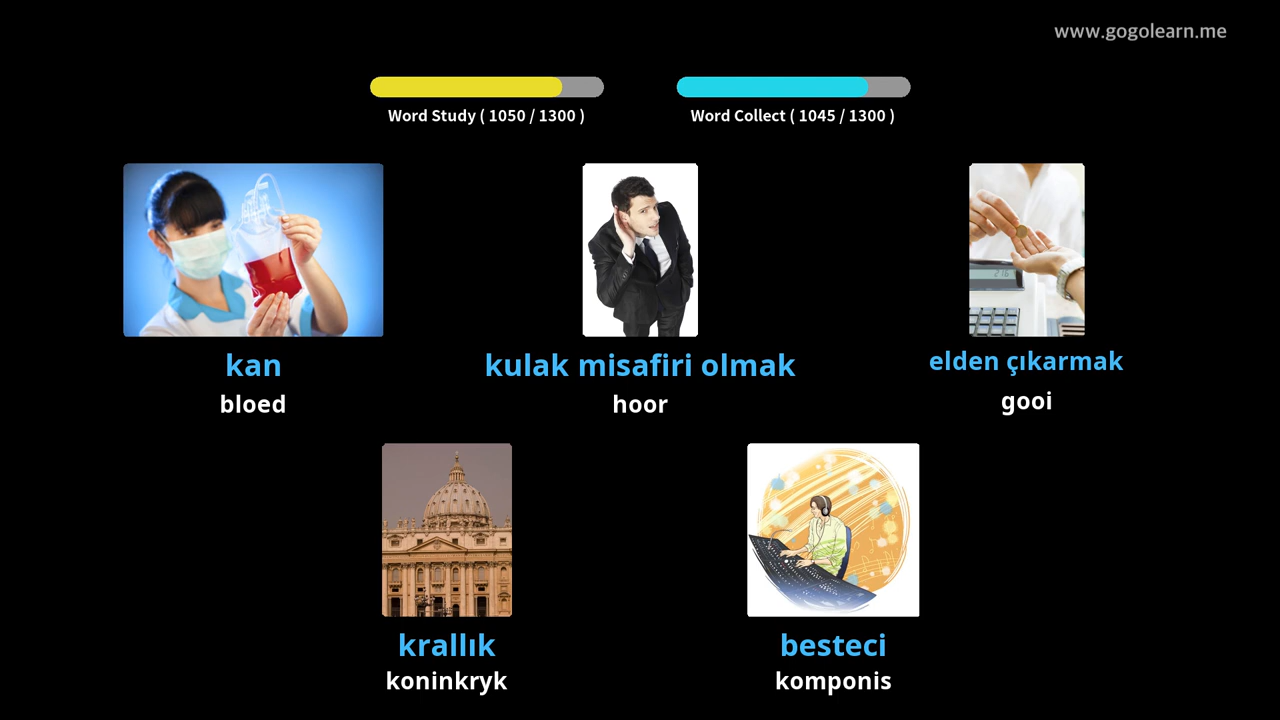 www.gogolearn.me
Word Study ( 1050 / 1300 )
Word Collect ( 1045 / 1300 )
kan
bloed
kulak misafiri olmak
hoor
elden çıkarmak
gooi
krallık
koninkryk
besteci
komponis